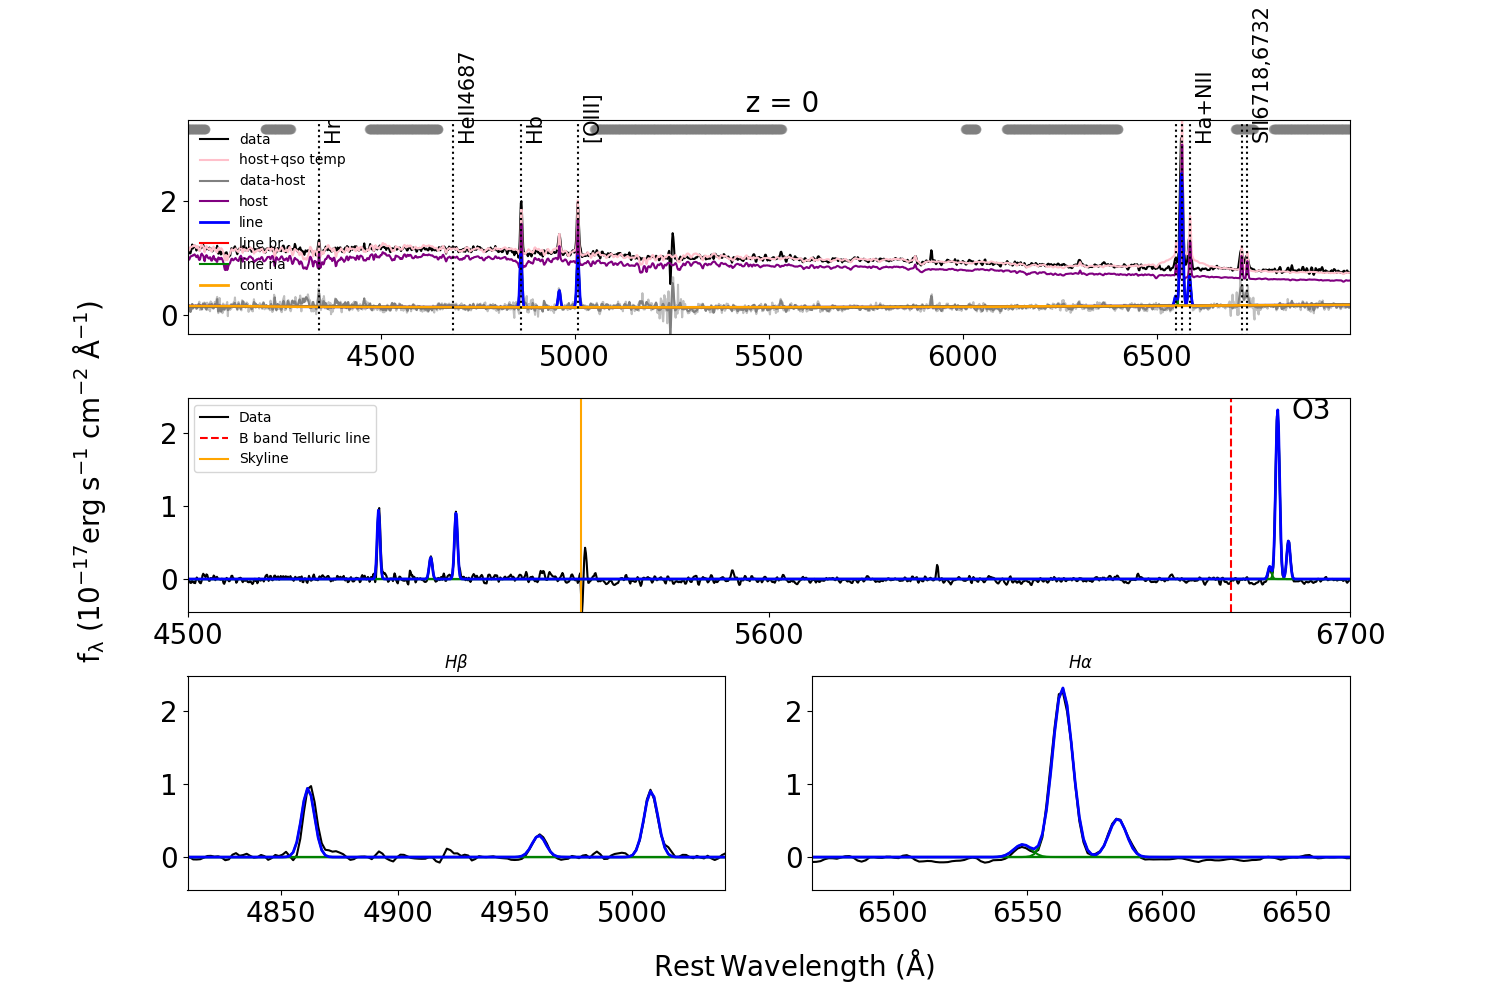 z = 0
Hr
HeII4687
Hb
[OIII]
Ha+NII
SII6718,6732
data
host+qso temp
data-host
host
line
line br
line na
conti
2
0
4500 5000 5500 6000 6500
Data
B band Telluric line
Skyline
O3
2
1
0
4500 5600 6700
f_λ (10⁻¹⁷erg s⁻¹ cm⁻² Å⁻¹)
Hβ
2
1
0
4850 4900 4950 5000
Hα
2
1
0
6500 6550 6600 6650
Rest Wavelength (Å)